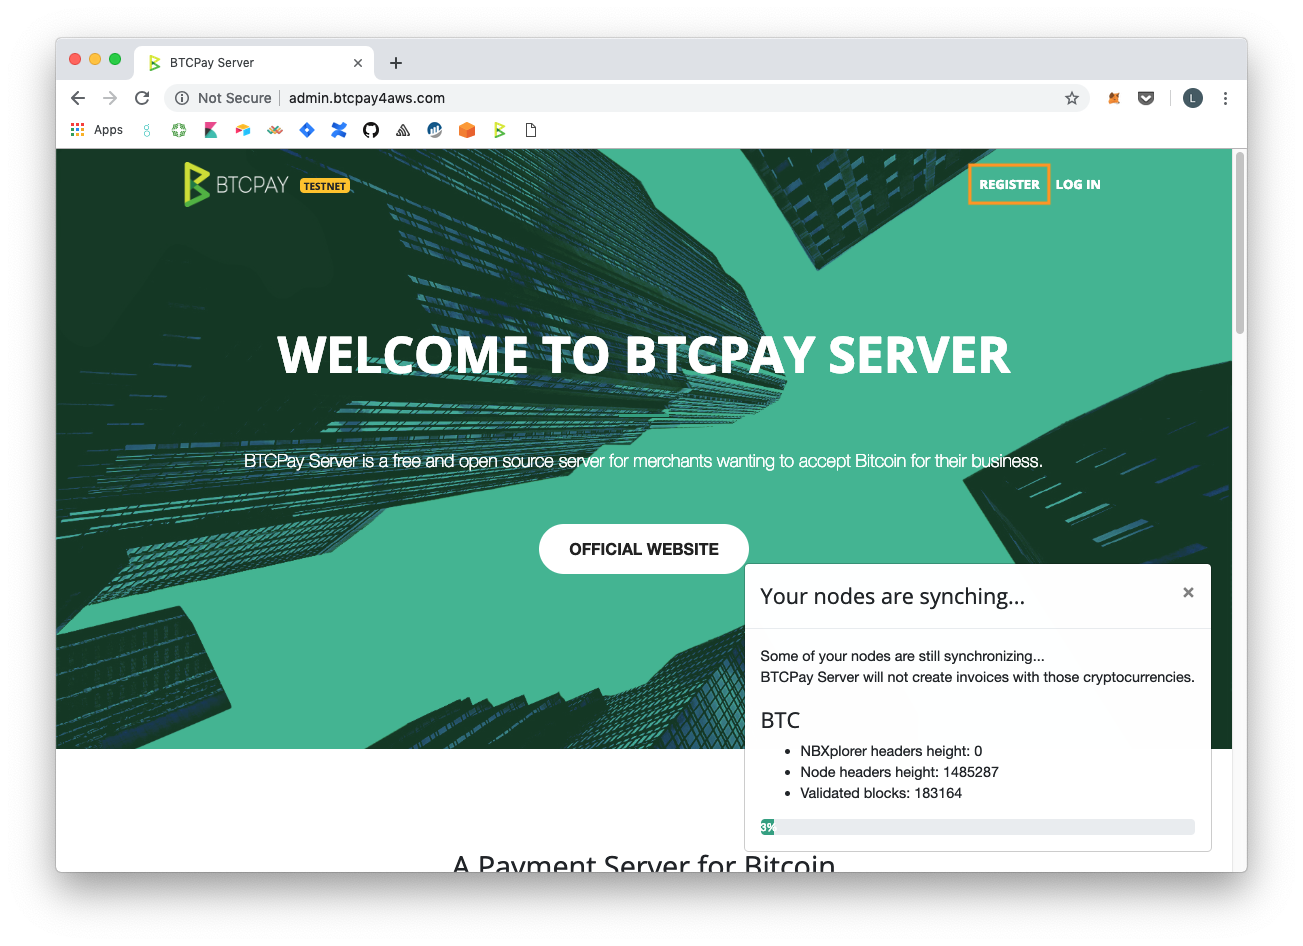 BTCPay Server
Not Secure
admin.btcpay4aws.com
L
Apps
BTCPAY
TESTNET
REGISTER
LOG IN
WELCOME TO BTCPAY SERVER
BTCPay Server is a free and open source server for merchants wanting to accept Bitcoin for their business.
OFFICIAL WEBSITE
Your nodes are synching...
Some of your nodes are still synchronizing...
BTCPay Server will not create invoices with those cryptocurrencies.
BTC
NBXplorer headers height: 0
Node headers height: 1485287
Validated blocks: 183164
3%
A Payment Server for Bitcoin